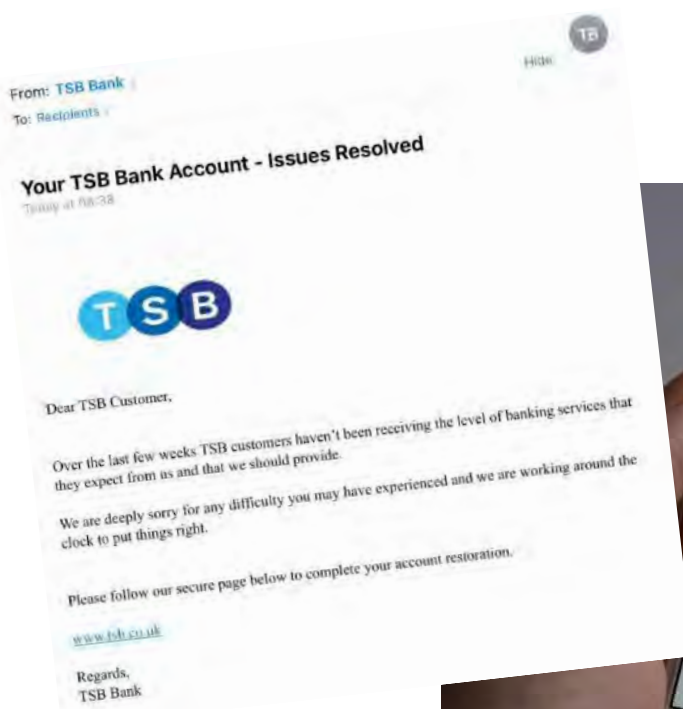 TB
Hide
From: TSB Bank
To: Recipients
Your TSB Bank Account - Issues Resolved
Today at 08:38
TSB
Dear TSB Customer,
Over the last few weeks TSB customers haven't been receiving the level of banking services that
they expect from us and that we should provide.
We are deeply sorry for any difficulty you may have experienced and we are working around the
clock to put things right.
Please follow our secure page below to complete your account restoration.
www.tsb.co.uk
Regards,
TSB Bank